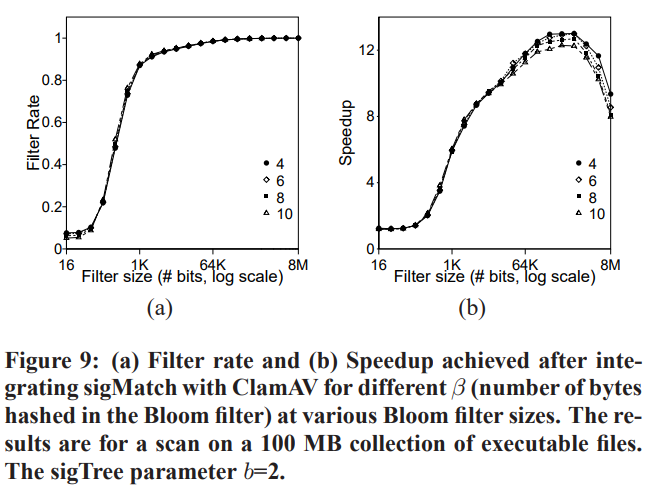 (a)
1
0.8
0.6
0.4
0.2
0
Filter Rate
4
6
8
10
16 1K 64K 8M
Filter size (# bits, log scale)
(a)
12
8
4
0
Speedup
4
6
8
10
16 1K 64K 8M
Filter size (# bits, log scale)
(b)
(b)
Figure 9: (a) Filter rate and (b) Speedup achieved after inte-
grating sigMatch with ClamAV for different β (number of bytes
hashed in the Bloom filter) at various Bloom filter sizes. The re-
sults are for a scan on a 100 MB collection of executable files.
The sigTree parameter b=2.